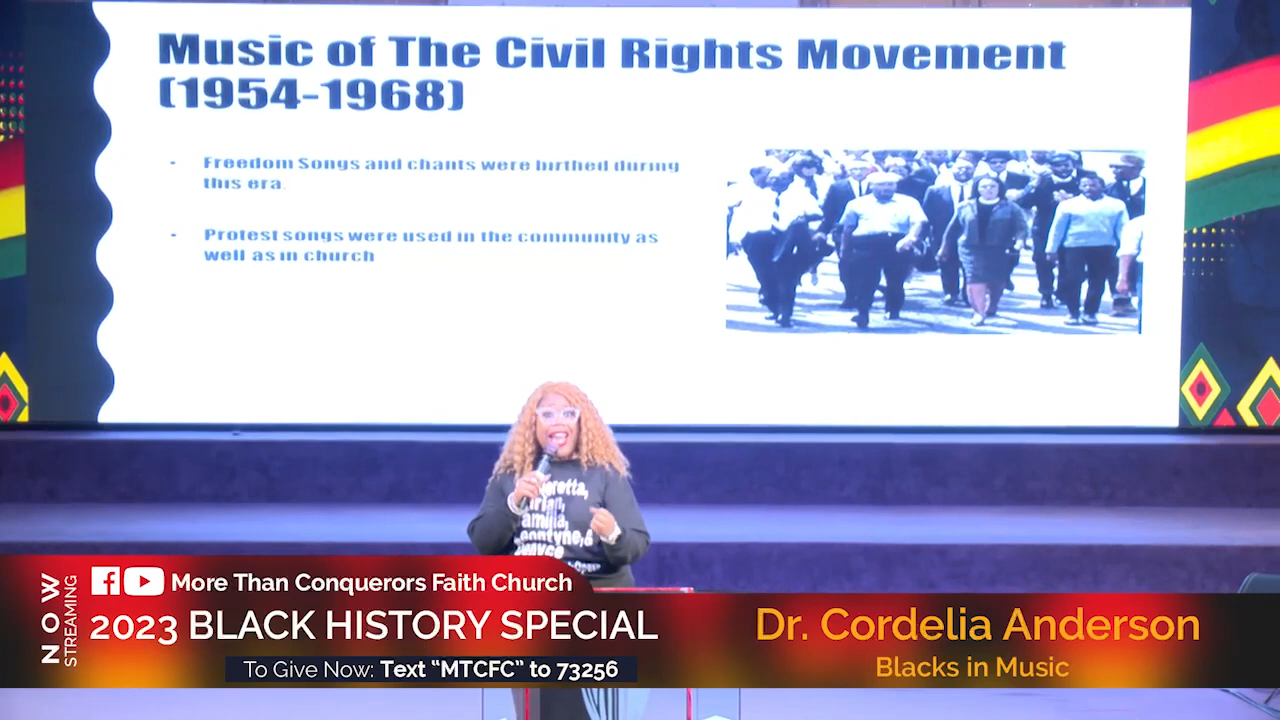 Music of The Civil Rights Movement
(1954-1968)
- Freedom Songs and chants were birthed during
this era.
- Protest songs were used in the community as
well as in church
NOW
STREAMING
More Than Conquerors Faith Church
2023 BLACK HISTORY SPECIAL
To Give Now: Text “MTCFC” to 73256
Dr. Cordelia Anderson
Blacks in Music